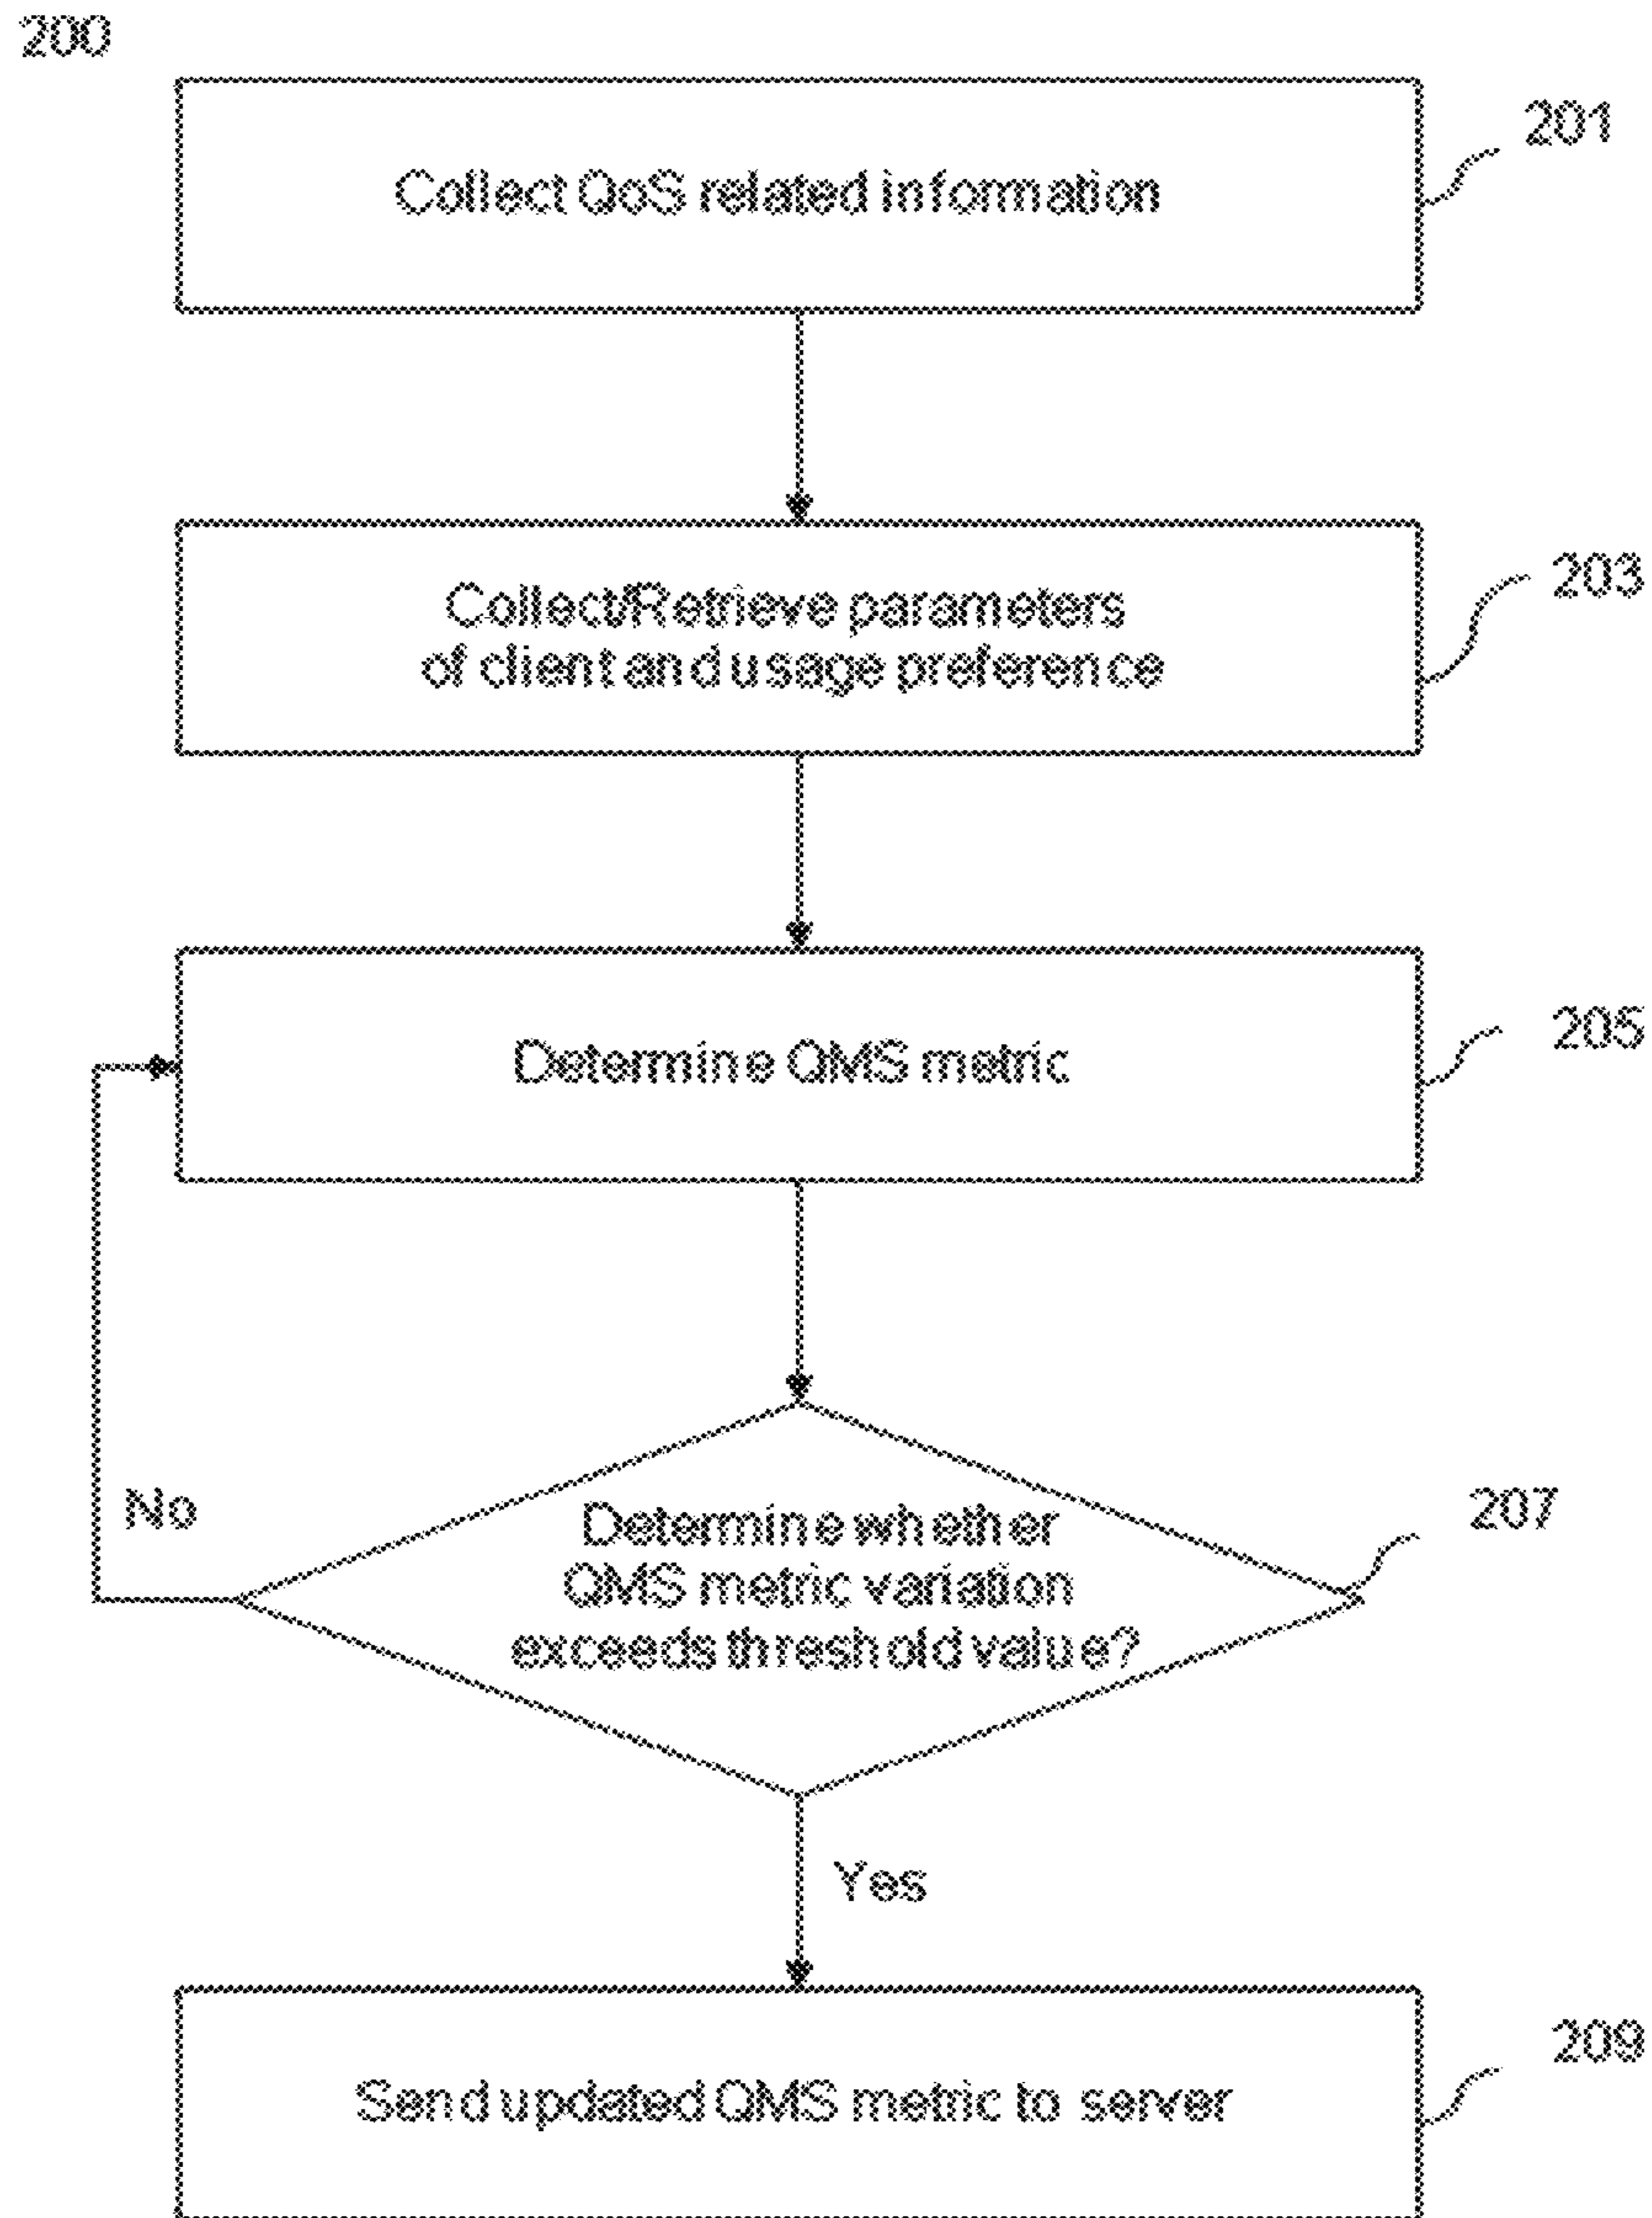 200
Collect QoS related information
201
Collect/Retrieve parameters
of client and usage preference
203
Determine QMS metric
205
No
Determine whether
QMS metric variation
exceeds threshold value?
207
Yes
Send updated QMS metric to server
209